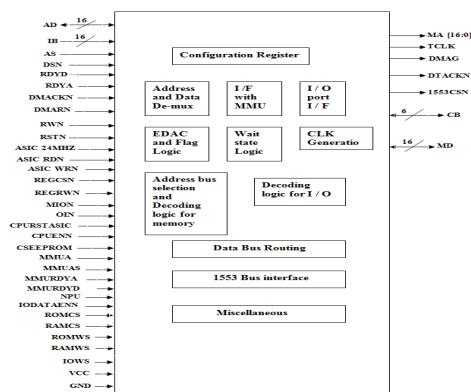 AD
16
IB
16
AS
DSN
RDYD
RDYA
DMACKN
DMARN
RWN
RSTN
ASIC 24MHZ
ASIC RDN
ASIC WRN
REGCSN
REGRWN
MION
OIN
CPURSTASIC
CPUENN
CSEEPROM
MMUA
MMUAS
MMURDYA
MMURDYD
NPU
IODATAENN
ROMCS
RAMCS
ROMWS
RAMWS
IOWS
VCC
GND
Configuration Register
Address
and Data
De-mux
I / F
with
MMU
I / O
port
I / F
EDAC
and Flag
Logic
Wait
state
Logic
CLK
Generatio
Address bus
selection
and
Decoding
logic for
memory
Decoding
logic for I / O
Data Bus Routing
1553 Bus interface
Miscellaneous
MA [16:0]
TCLK
DMAG
DTACKN
1553CSN
6
CB
16
MD